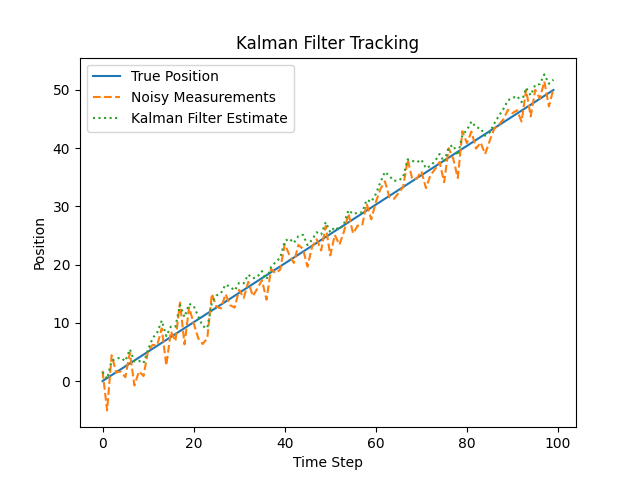 Kalman Filter Tracking
True Position
Noisy Measurements
Kalman Filter Estimate
Position
50
40
30
20
10
0
0 20 40 60 80 100
Time Step